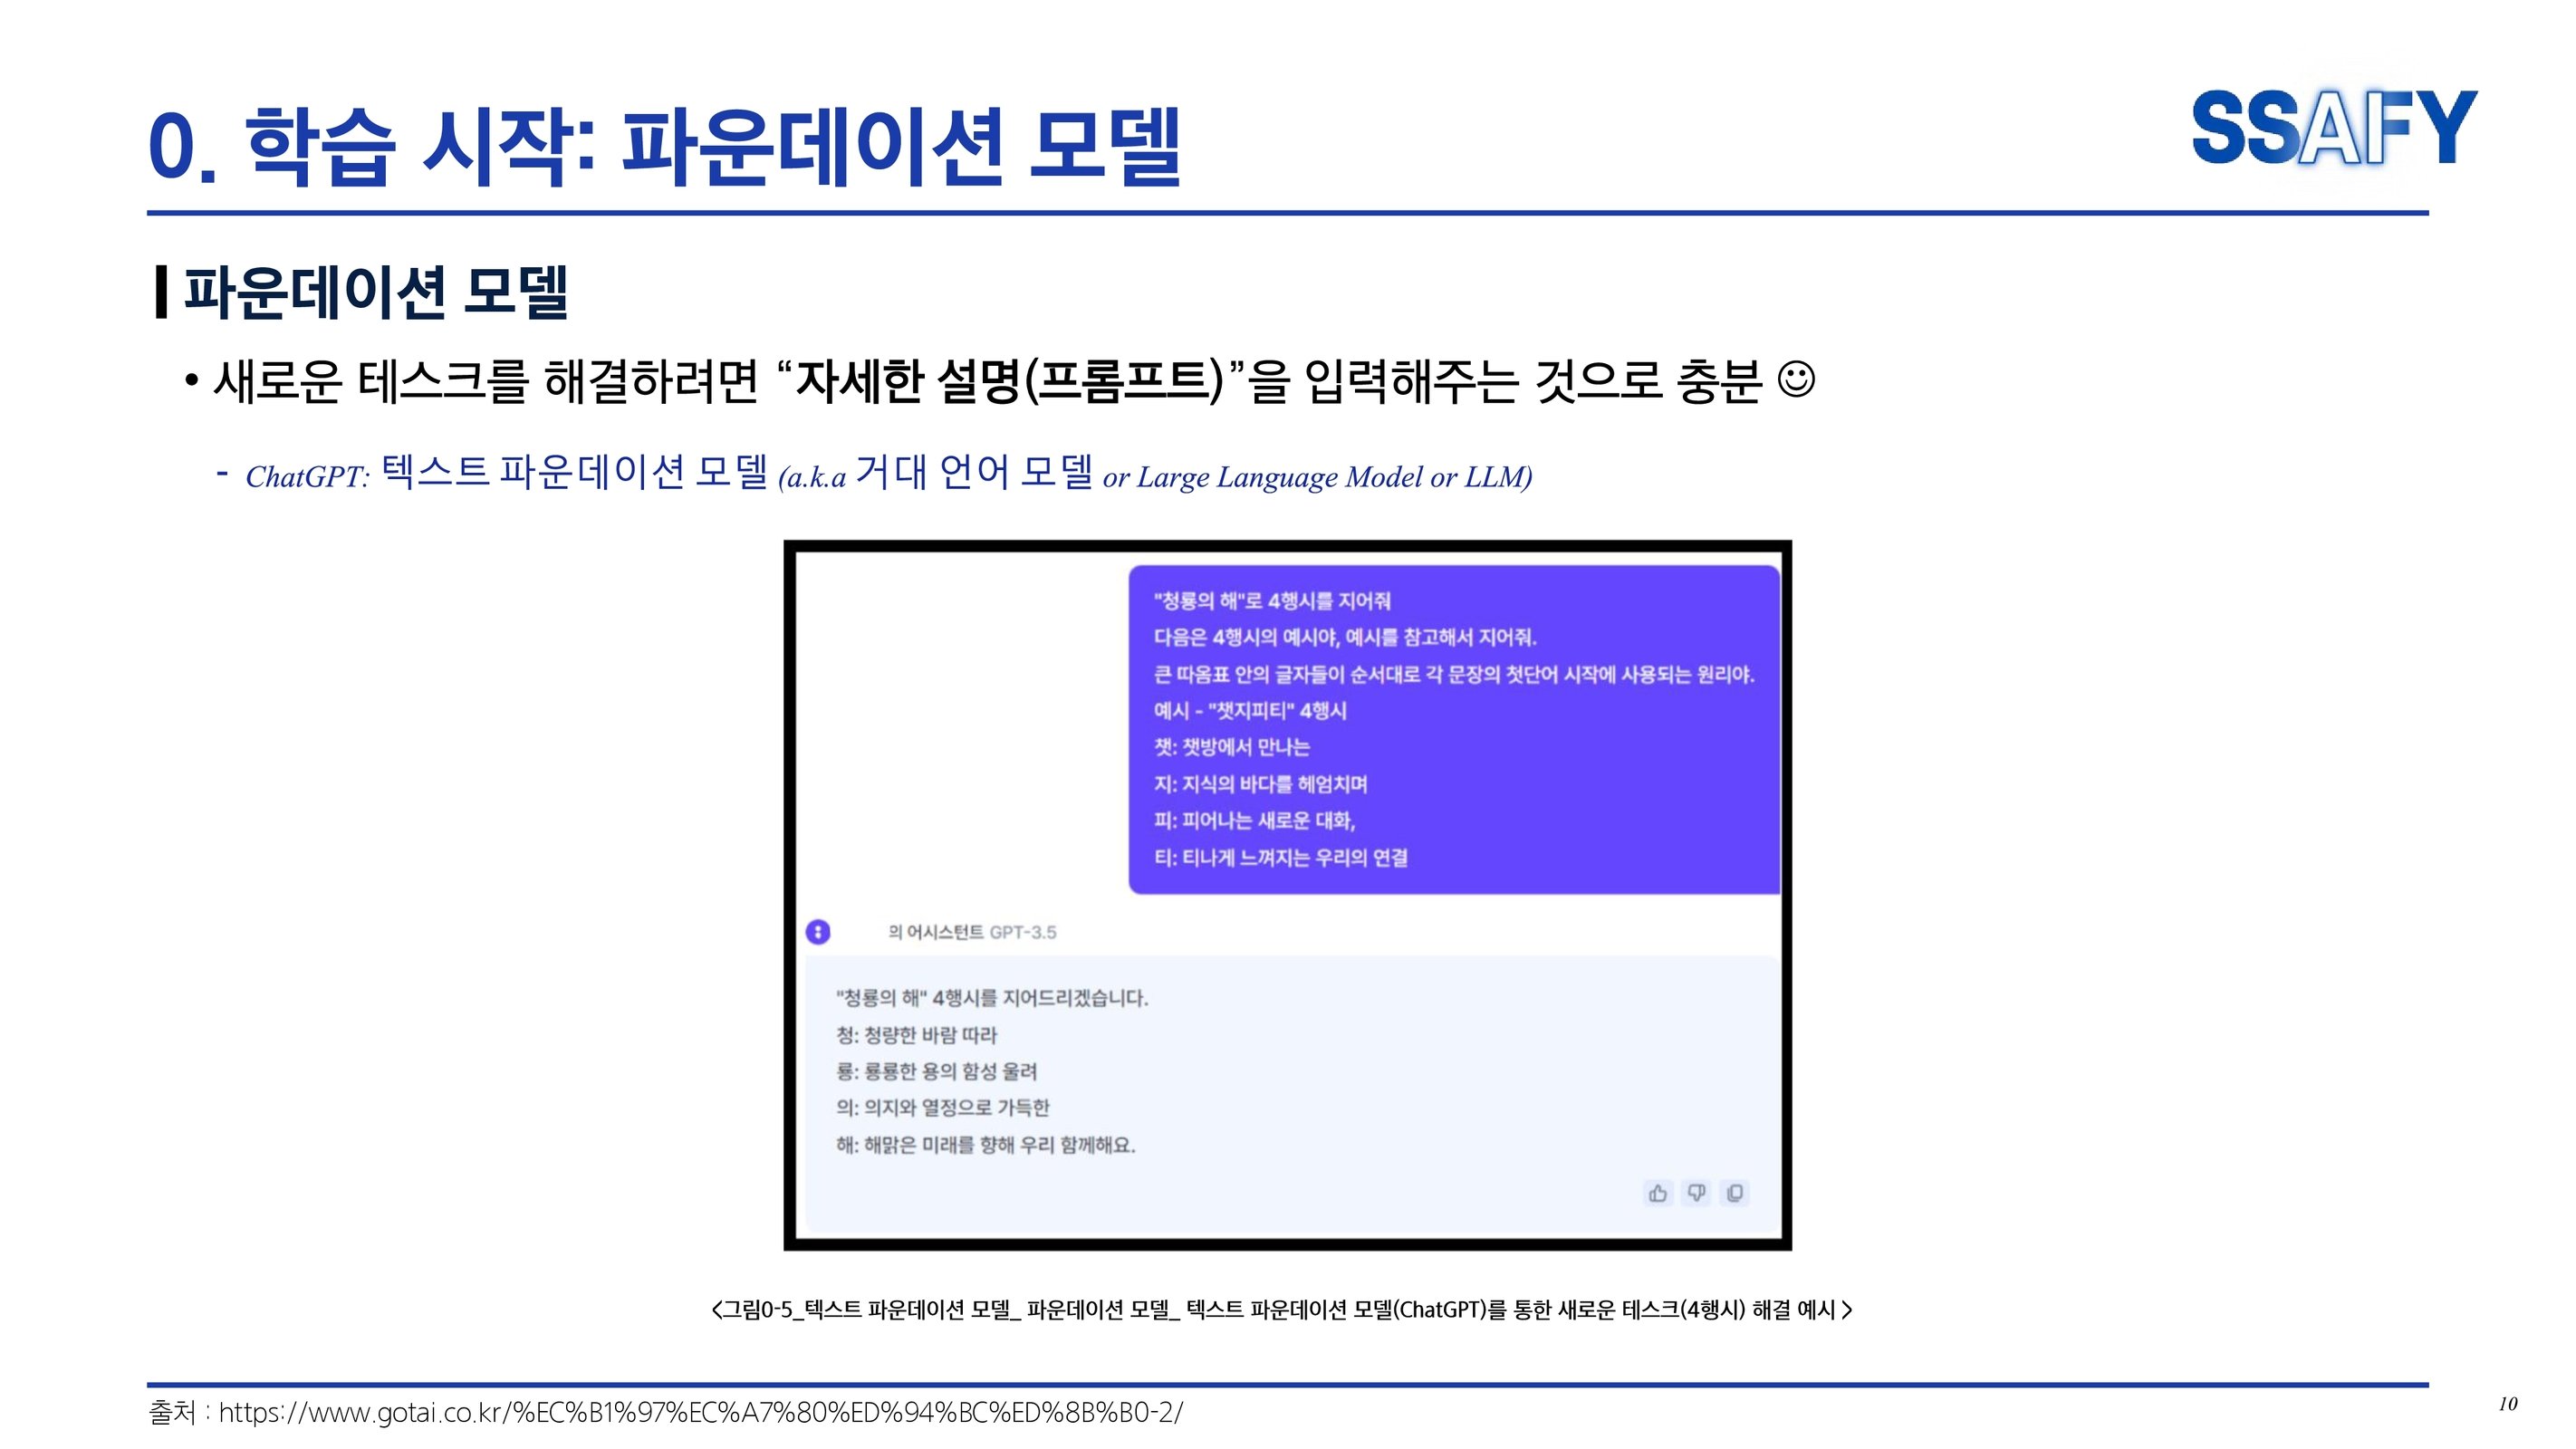 0. 학습 시작: 파운데이션 모델
SSAFY
파운데이션 모델
• 새로운 테스크를 해결하려면 “자세한 설명(프롬프트)”을 입력해주는 것으로 충분 ☺
- ChatGPT: 텍스트 파운데이션 모델 (a.k.a 거대 언어 모델 or Large Language Model or LLM)
"청룡의 해"로 4행시를 지어줘
다음은 4행시의 예시야, 예시를 참고해서 지어줘.
큰 따옴표 안의 글자들이 순서대로 각 문장의 첫단어 시작에 사용되는 원리야.
예시 - "챗지피티" 4행시
챗: 챗방에서 만나는
지: 지식의 바다를 헤엄치며
피: 피어나는 새로운 대화,
티: 티나게 느껴지는 우리의 연결
의 어시스턴트 GPT-3.5
"청룡의 해" 4행시를 지어드리겠습니다.
청: 청량한 바람 따라
룡: 룡룡한 용의 함성 울려
의: 의지와 열정으로 가득한
해: 해맑은 미래를 향해 우리 함께해요.
<그림0-5_텍스트 파운데이션 모델_ 파운데이션 모델_ 텍스트 파운데이션 모델(ChatGPT)를 통한 새로운 테스크(4행시) 해결 예시 >
출처 : https://www.gotai.co.kr/%EC%B1%97%EC%A7%80%ED%94%BC%ED%8B%B0-2/
10